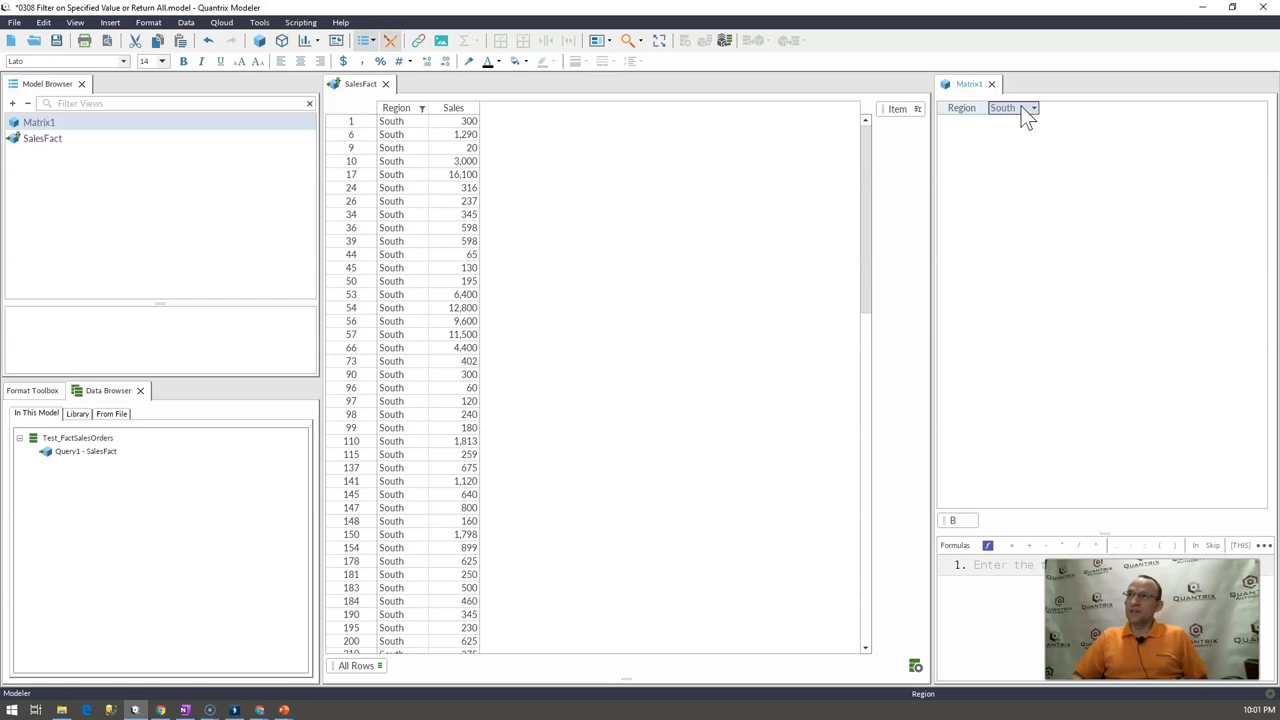 *0308 Filter on Specified Value or Return All.model - Quantrix Modeler
File Edit View Insert Format Data Qloud Tools Scripting Help
Lato 14 B I U A A $ % #
Model Browser
Filter Views
Matrix1
SalesFact
Format Toolbox Data Browser
In This Model Library From File
Test_FactSalesOrders
Query1 - SalesFact
SalesFact
Region Sales
1 South 300
6 South 1,290
9 South 20
10 South 3,000
17 South 16,100
24 South 316
26 South 237
34 South 345
36 South 598
39 South 598
44 South 65
45 South 130
50 South 195
53 South 6,400
54 South 12,800
56 South 9,600
57 South 11,500
66 South 4,400
73 South 402
90 South 300
96 South 60
97 South 120
98 South 240
99 South 180
110 South 1,813
115 South 259
137 South 675
141 South 1,120
145 South 640
147 South 800
148 South 160
150 South 1,798
154 South 899
178 South 625
181 South 250
183 South 500
184 South 460
190 South 345
195 South 230
200 South 625
Item
All Rows
Matrix1
Region South
B
Formulas f = + - * / ^ .. : ( ) In Skip [THIS]
1. Enter the
QUANTRIX
AUTHORITY
Modeler Region
10:01 PM